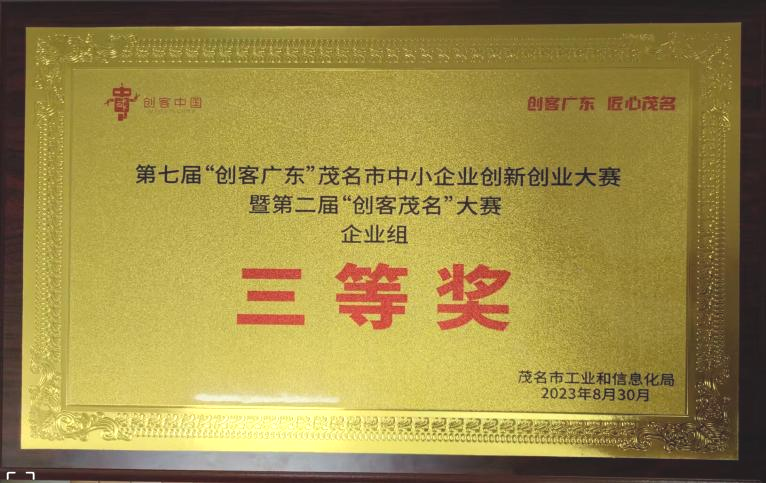 创客中国
创客广东 匠心茂名
第七届“创客广东”茂名市中小企业创新创业大赛
暨第二届“创客茂名”大赛
企业组
三等奖
茂名市工业和信息化局
2023年8月30日